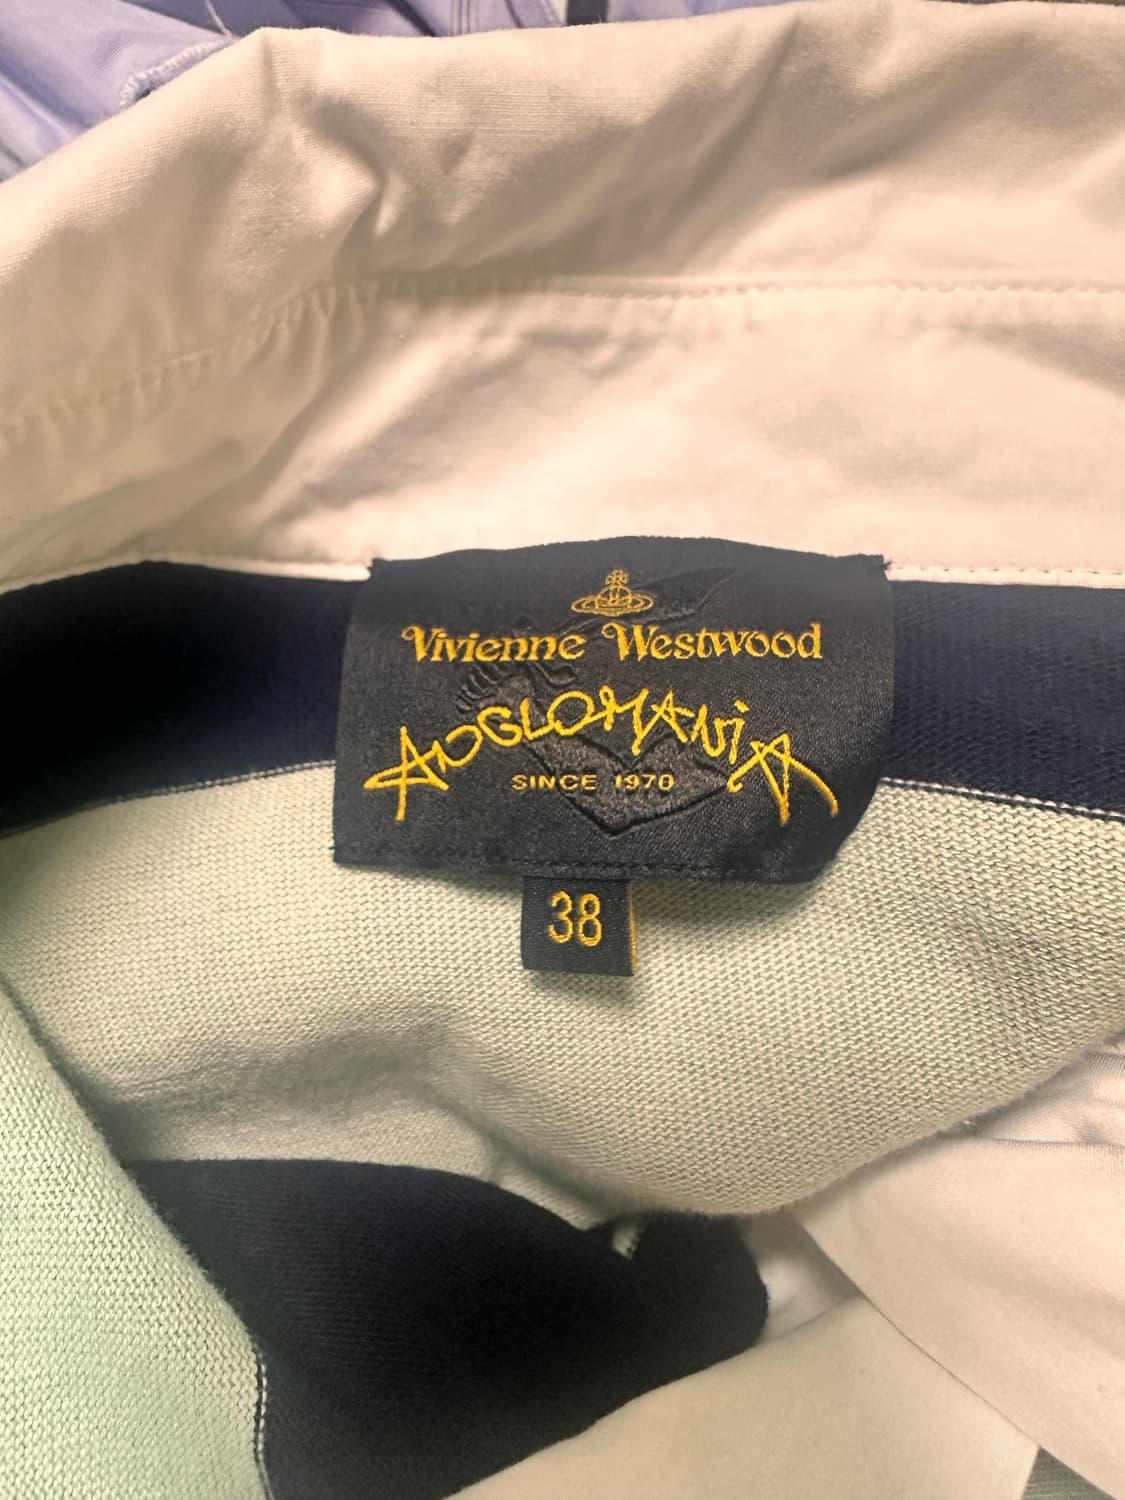 Vivienne Westwood
ANGLOMANiA
SINCE 1970
38